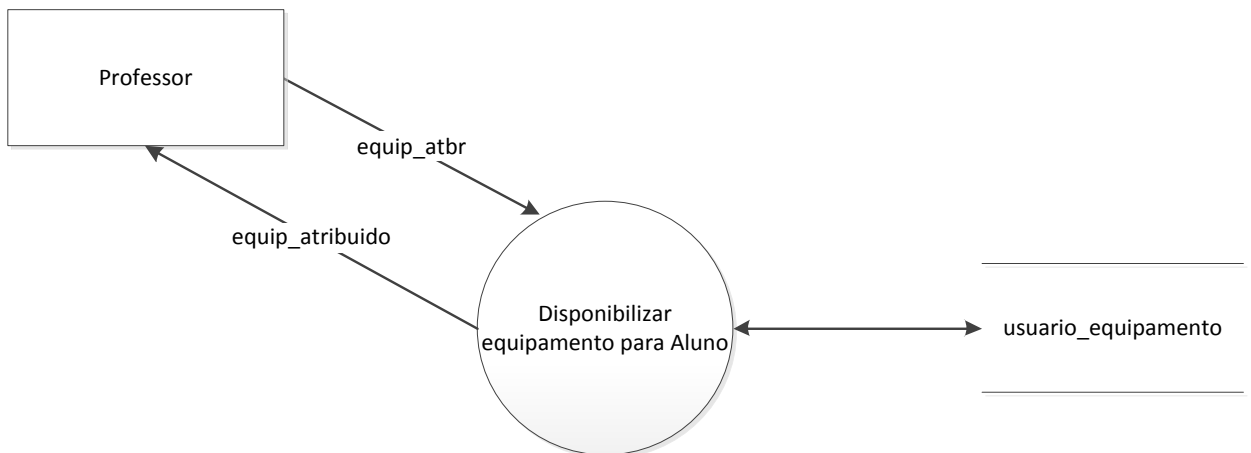 Professor
equip_atbr
equip_atribuido
Disponibilizar
equipamento para Aluno
usuario_equipamento